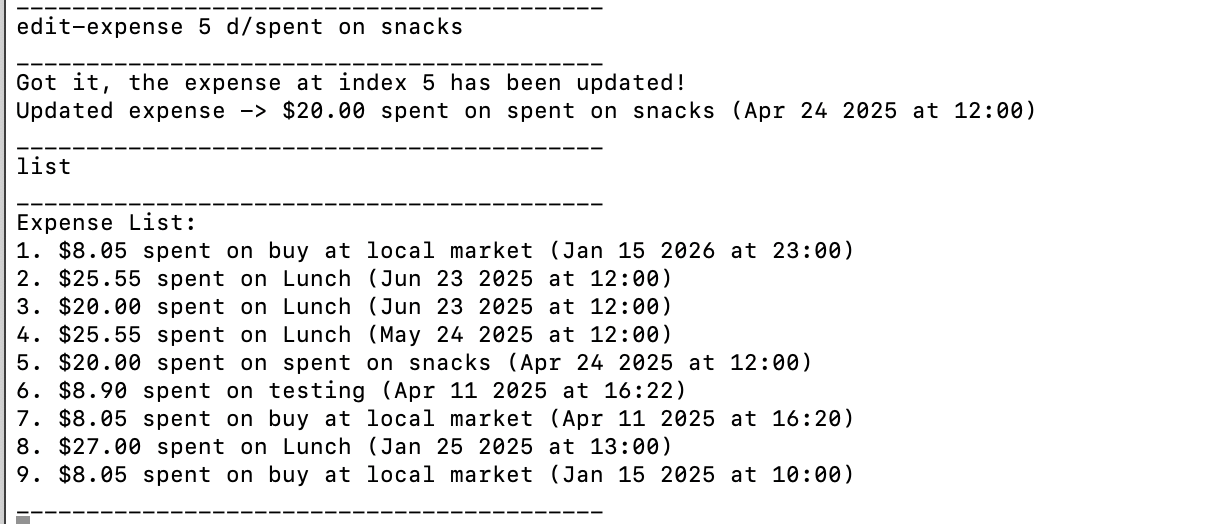 __________________________________________
edit-expense 5 d/spent on snacks
__________________________________________
Got it, the expense at index 5 has been updated!
Updated expense -> $20.00 spent on spent on snacks (Apr 24 2025 at 12:00)
__________________________________________
list
__________________________________________
Expense List:
1. $8.05 spent on buy at local market (Jan 15 2026 at 23:00)
2. $25.55 spent on Lunch (Jun 23 2025 at 12:00)
3. $20.00 spent on Lunch (Jun 23 2025 at 12:00)
4. $25.55 spent on Lunch (May 24 2025 at 12:00)
5. $20.00 spent on spent on snacks (Apr 24 2025 at 12:00)
6. $8.90 spent on testing (Apr 11 2025 at 16:22)
7. $8.05 spent on buy at local market (Apr 11 2025 at 16:20)
8. $27.00 spent on Lunch (Jan 25 2025 at 13:00)
9. $8.05 spent on buy at local market (Jan 15 2025 at 10:00)
__________________________________________